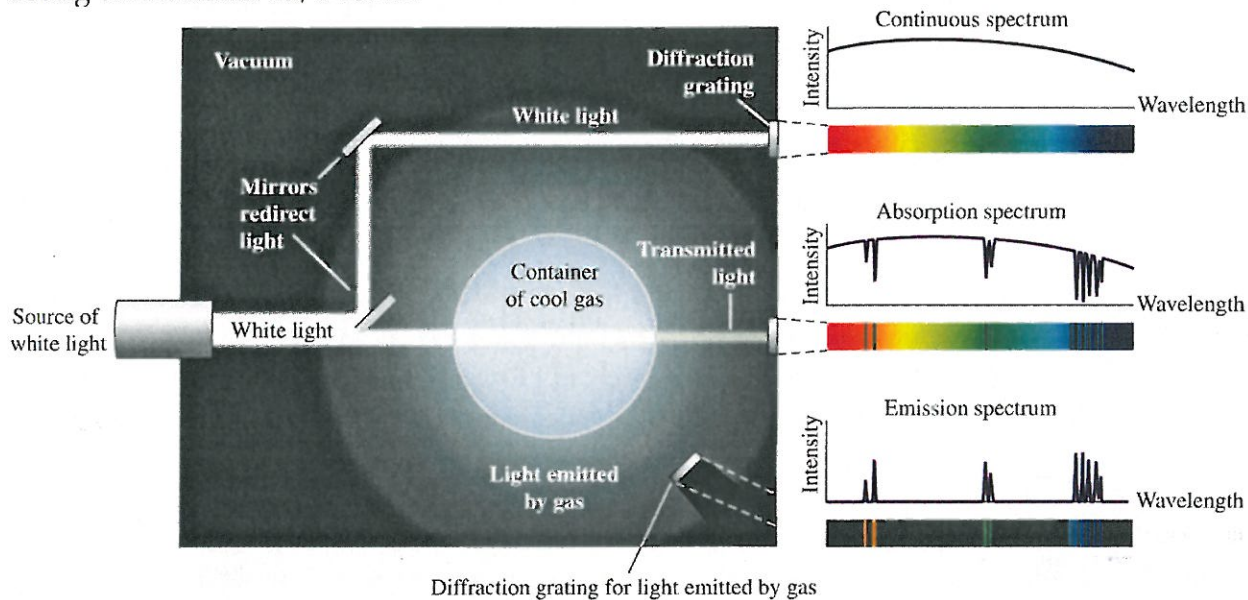 Vacuum
Diffraction
grating
White light
Mirrors
redirect
light
Container
of cool gas
Transmitted
light
Source of
white light
White light
Light emitted
by gas
Diffraction grating for light emitted by gas
Continuous spectrum
Intensity
Wavelength
Absorption spectrum
Intensity
Wavelength
Emission spectrum
Intensity
Wavelength